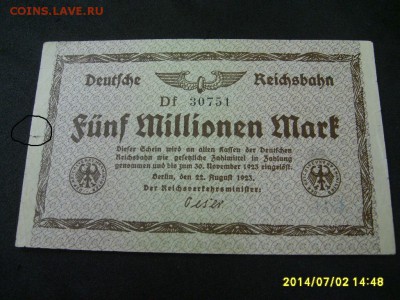 COINS.LAVE.RU
Deutsche Reichsbahn
Df 30751
Fünf Millionen Mark
Dieser Schein wird an allen Kassen der Deutschen
Reichsbahn wie gesetzliche Zahlmittel in Zahlung
genommen und bis zum 30. November 1923 eingelöst.
Berlin, den 22. August 1923.
Der Reichsverkehrsminister:
Oeser
2014/07/02 14:48